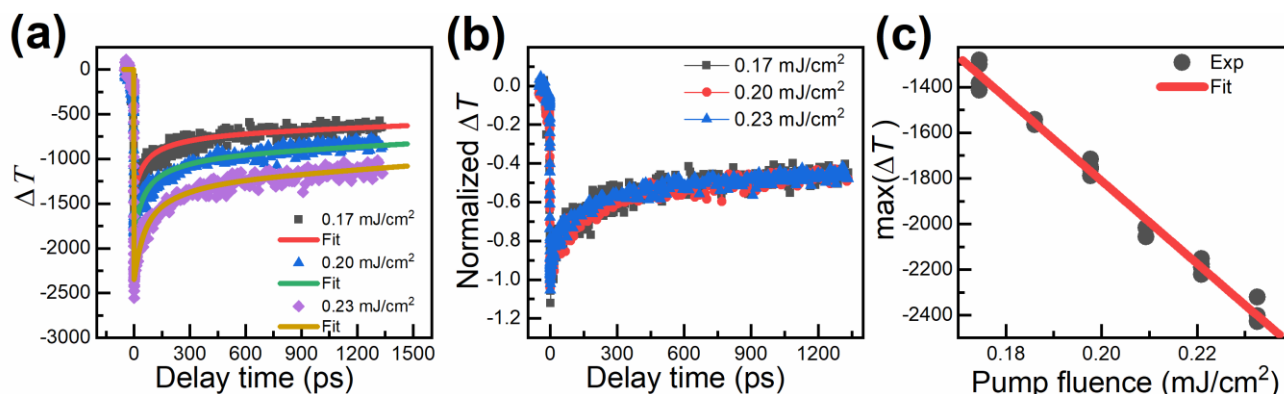 (a)
ΔT
0
-500
-1000
-1500
-2000
-2500
-3000
0.17 mJ/cm²
Fit
0.20 mJ/cm²
Fit
0.23 mJ/cm²
Fit
0 300 600 900 1200 1500
Delay time (ps)
(b)
Normalized ΔT
0.0
-0.2
-0.4
-0.6
-0.8
-1.0
-1.2
0.17 mJ/cm²
0.20 mJ/cm²
0.23 mJ/cm²
0 300 600 900 1200
Delay time (ps)
(c)
max(ΔT)
-1400
-1600
-1800
-2000
-2200
-2400
Exp
Fit
0.18 0.20 0.22
Pump fluence (mJ/cm²)